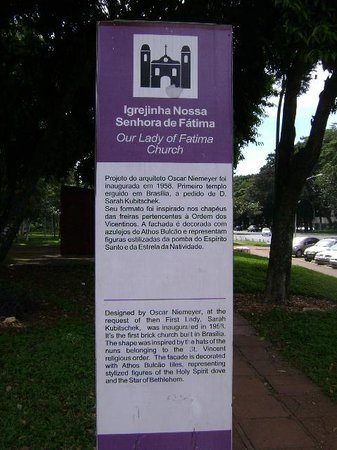 Igrejinha Nossa
Senhora de Fátima
Our Lady of Fatima
Church
Projeto do arquiteto Oscar Niemeyer foi
inaugurada em 1958. Primeiro templo
erguido em Brasília, a pedido de D.
Sarah Kubitschek.
Seu formato foi inspirado nos chapéus
das freiras pertencentes à Ordem dos
Vicentinos. A fachada é decorada com
azulejos de Athos Bulcão e representam
figuras estilizadas da pomba do Espírito
Santo e da Estrela da Natividade.
Designed by Oscar Niemeyer, at the
request of then First Lady, Sarah
Kubitschek, was inaugurated in 1958.
It's the first brick church built in Brasilia.
The shape was inspired by the hats of the
nuns belonging to the St. Vincent
religious order. The façade is decorated
with Athos Bulcão tiles, representing
stylized figures of the Holy Spirit dove
and the Star of Bethlehem.